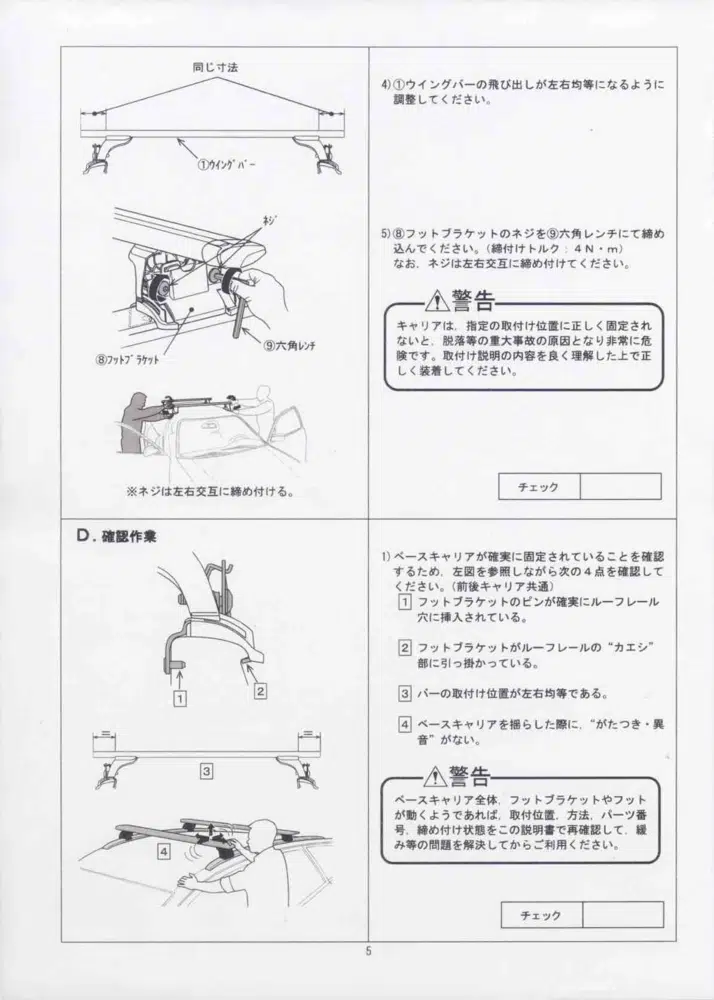 同じ寸法
①ｳｲﾝｸﾞﾊﾞｰ
4)①ウイングバーの飛び出しが左右均等になるように
調整してください。
ﾈｼﾞ
⑨六角ﾚﾝﾁ
⑧ﾌｯﾄﾌﾞﾗｹｯﾄ
※ネジは左右交互に締め付ける。
5)⑧フットブラケットのネジを⑨六角レンチにて締め
込んでください。（締付けトルク：４Ｎ・ｍ）
なお，ネジは左右交互に締め付けてください。
警告
キャリアは，指定の取付け位置に正しく固定され
ないと，脱落等の重大事故の原因となり非常に危
険です。取付け説明の内容を良く理解した上で正
しく装着してください。
チェック
Ｄ．確認作業
1
2
=
=
3
4
1)ベースキャリアが確実に固定されていることを確認
するため，左図を参照しながら次の４点を確認して
ください。（前後キャリア共通）
1 フットブラケットのピンが確実にルーフレール
穴に挿入されている。
2 フットブラケットがルーフレールの“カエシ”
部に引っ掛かっている。
3 バーの取付け位置が左右均等である。
4 ベースキャリアを揺らした際に，“がたつき・異
音”がない。
警告
ベースキャリア全体，フットブラケットやフット
が動くようであれば，取付位置，方法，パーツ番
号，締め付け状態をこの説明書で再確認して，緩
み等の問題を解決してからご利用ください。
チェック
5